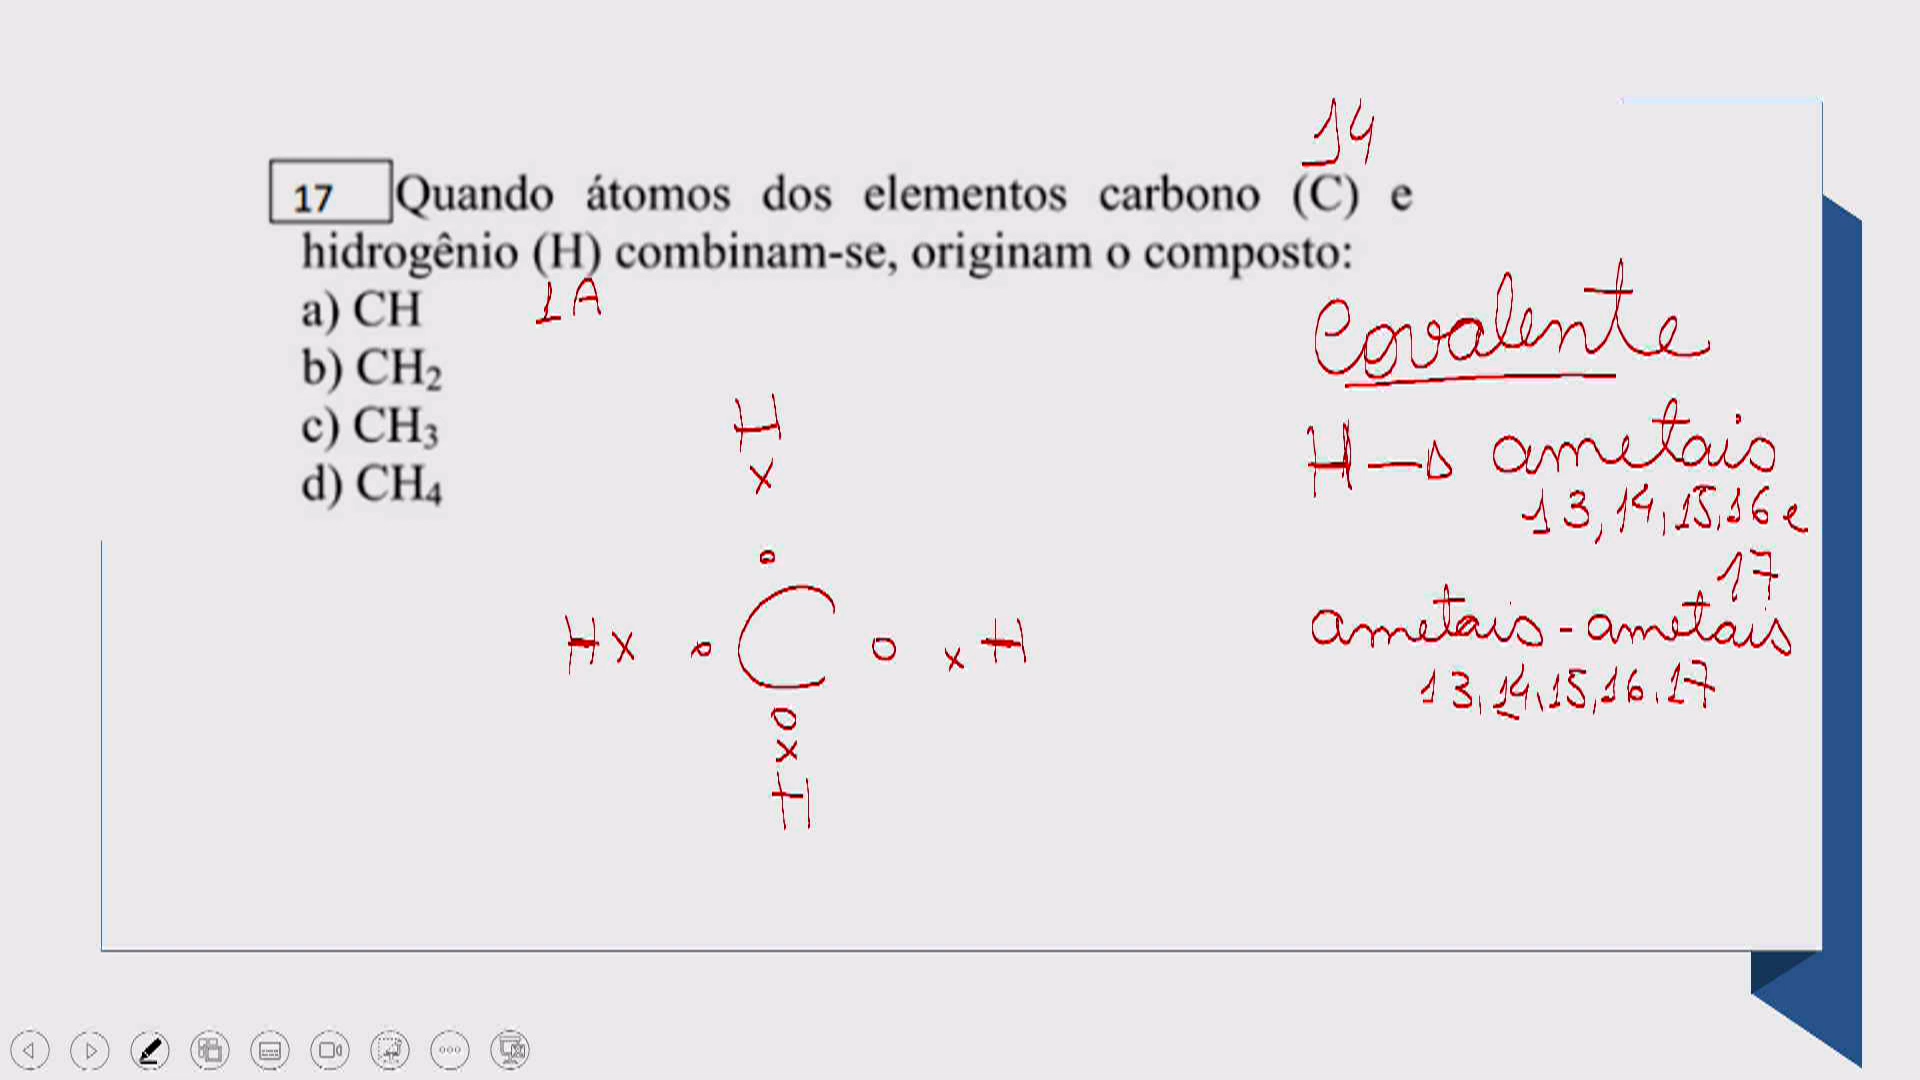 14
17 Quando átomos dos elementos carbono (C) e
hidrogênio (H) combinam-se, originam o composto:
1A
a) CH
b) CH₂
c) CH₃
d) CH₄
Covalente
H → ametais
13, 14, 15, 16 e
17
ametais - ametais
13, 14, 15, 16, 17
H
x
o
H x o C o x H
o
x
H